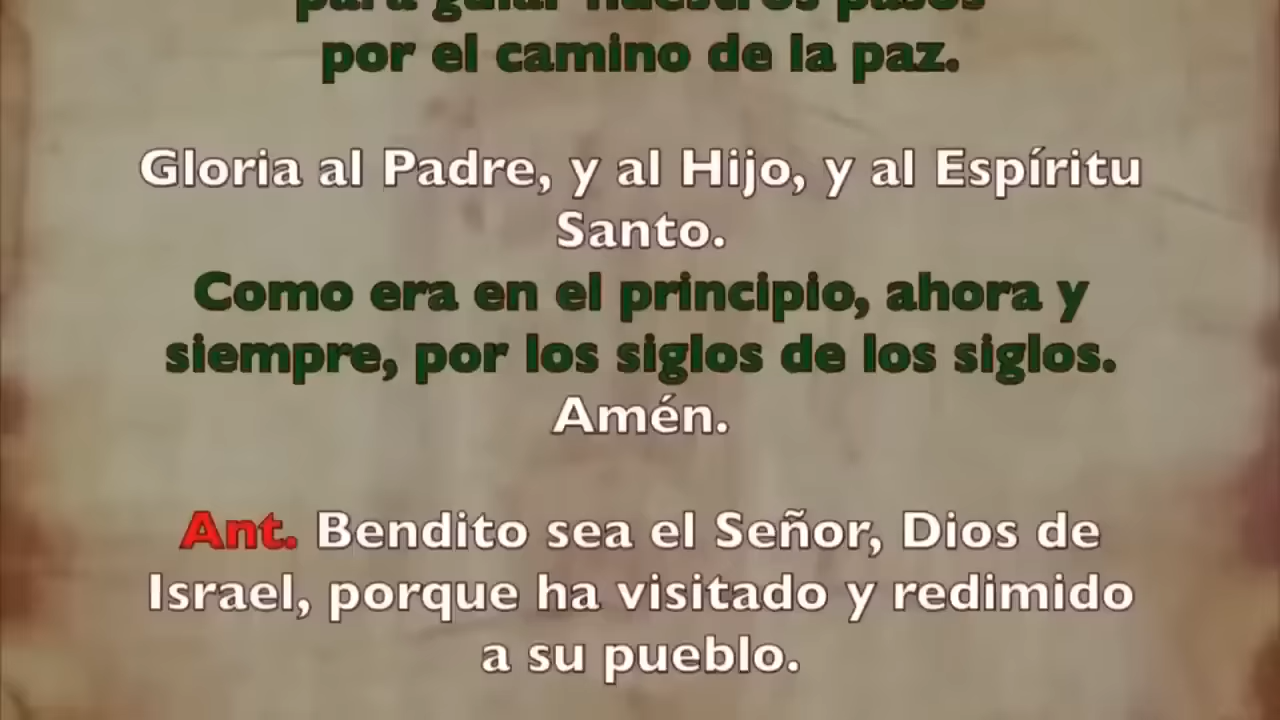 para guiar nuestros pasos
por el camino de la paz.
Gloria al Padre, y al Hijo, y al Espíritu
Santo.
Como era en el principio, ahora y
siempre, por los siglos de los siglos.
Amén.
Ant. Bendito sea el Señor, Dios de
Israel, porque ha visitado y redimido
a su pueblo.